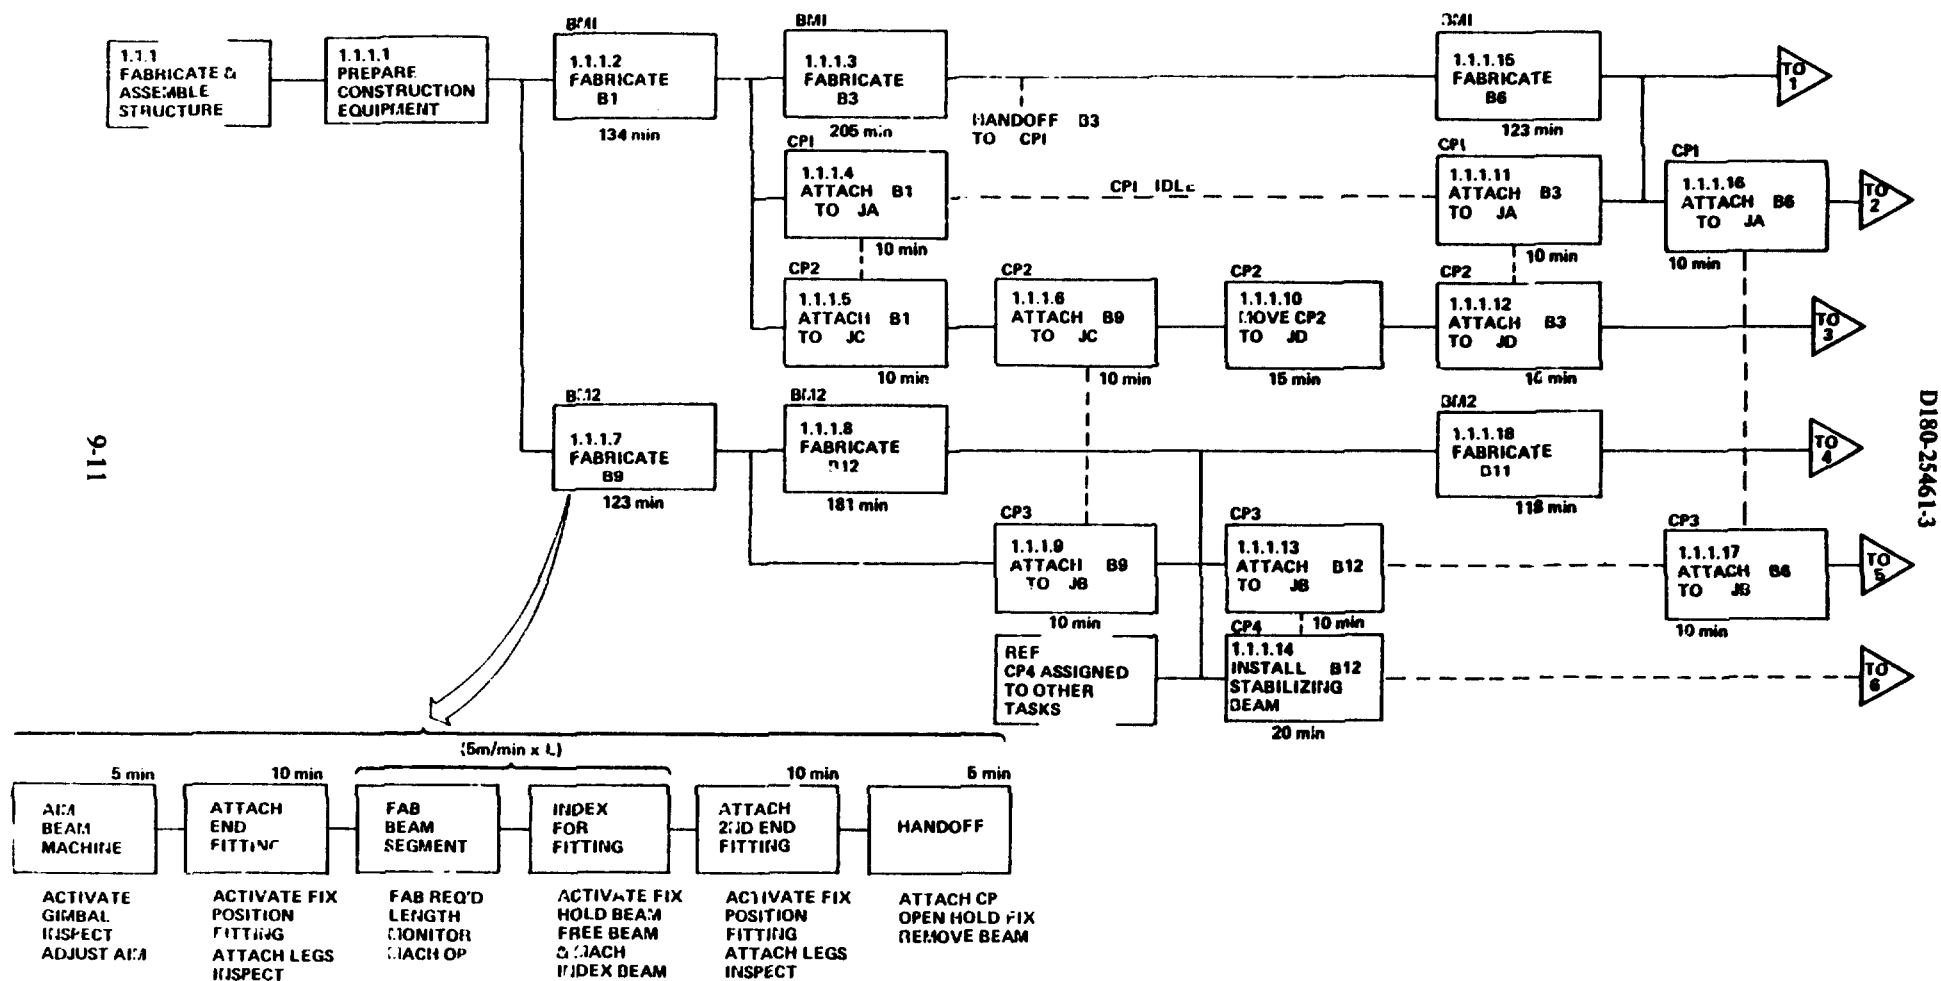 BM1
1.1.1
FABRICATE &
ASSEMBLE
STRUCTURE
1.1.1.1
PREPARE
CONSTRUCTION
EQUIPMENT
1.1.1.2
FABRICATE
B1
134 min
BM1
1.1.1.3
FABRICATE
B3
205 min
HANDOFF B3
TO CP1
BM1
1.1.1.15
FABRICATE
B6
123 min
TO
1
CP1
1.1.1.4
ATTACH B1
TO JA
10 min
CP1 IDLE
CP1
1.1.1.11
ATTACH B3
TO JA
10 min
CP1
1.1.1.16
ATTACH B6
TO JA
10 min
TO
2
CP2
1.1.1.5
ATTACH B1
TO JC
10 min
CP2
1.1.1.6
ATTACH B9
TO JC
10 min
CP2
1.1.1.10
MOVE CP2
TO JD
15 min
CP2
1.1.1.12
ATTACH B3
TO JD
10 min
TO
3
BM2
1.1.1.7
FABRICATE
B9
123 min
BM2
1.1.1.8
FABRICATE
B12
181 min
BM2
1.1.1.18
FABRICATE
B11
118 min
TO
4
CP3
1.1.1.9
ATTACH B9
TO JB
10 min
CP3
1.1.1.13
ATTACH B12
TO JB
10 min
CP3
1.1.1.17
ATTACH B6
TO JB
10 min
TO
5
REF
CP4 ASSIGNED
TO OTHER
TASKS
CP4
1.1.1.14
INSTALL B12
STABILIZING
BEAM
20 min
TO
6
(5m/min x L)
5 min
AIM
BEAM
MACHINE
ACTIVATE
GIMBAL
INSPECT
ADJUST AIM
10 min
ATTACH
END
FITTING
ACTIVATE FIX
POSITION
FITTING
ATTACH LEGS
INSPECT
FAB
BEAM
SEGMENT
FAB REQ'D
LENGTH
MONITOR
MACH OP
INDEX
FOR
FITTING
ACTIVATE FIX
HOLD BEAM
FREE BEAM
& MACH
INDEX BEAM
10 min
ATTACH
2ND END
FITTING
ACTIVATE FIX
POSITION
FITTING
ATTACH LEGS
INSPECT
5 min
HANDOFF
ATTACH CP
OPEN HOLD FIX
REMOVE BEAM
9-11
D180-25461-3